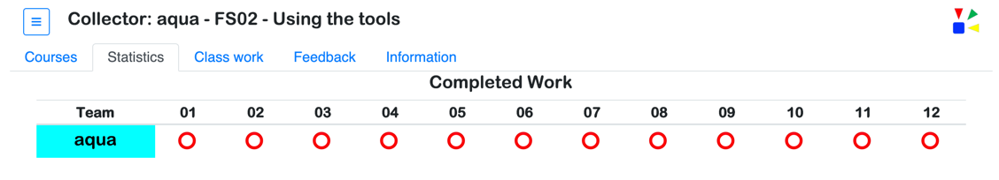 Collector: aqua - FS02 - Using the tools
Courses Statistics Class work Feedback Information
Completed Work
Team 01 02 03 04 05 06 07 08 09 10 11 12
aqua